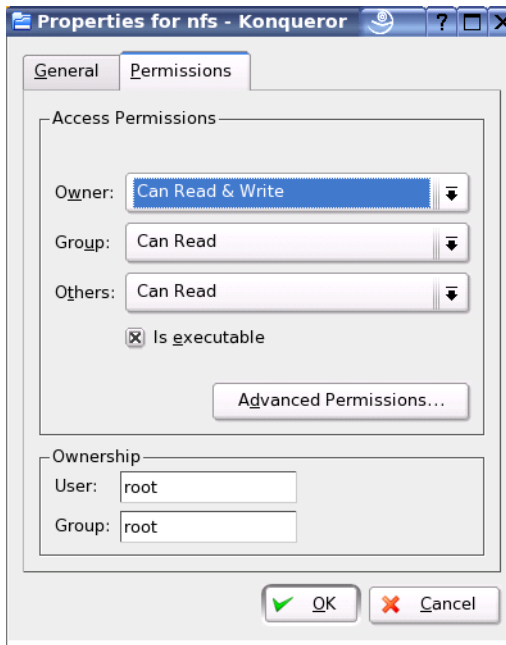 Properties for nfs - Konqueror
General Permissions
Access Permissions
Owner: Can Read & Write
Group: Can Read
Others: Can Read
Is executable
Advanced Permissions...
Ownership
User: root
Group: root
OK Cancel